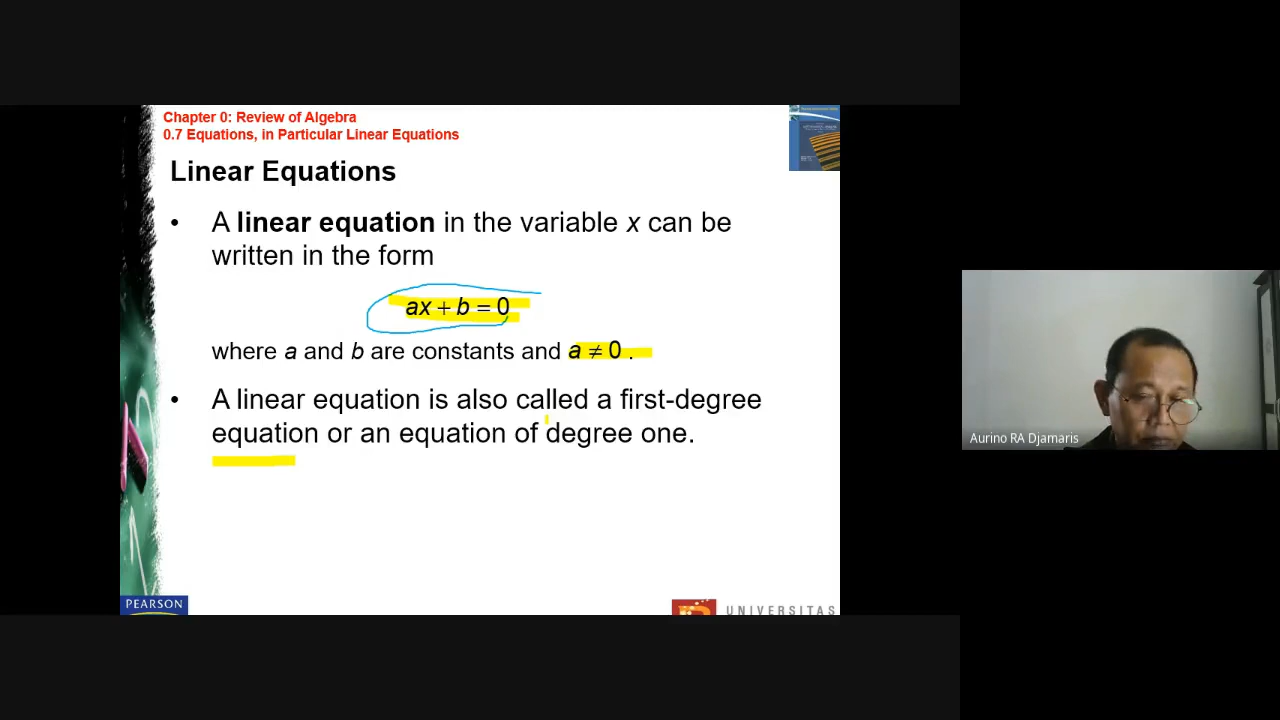 Chapter 0: Review of Algebra
0.7 Equations, in Particular Linear Equations
Linear Equations
• A linear equation in the variable x can be
written in the form
ax + b = 0
where a and b are constants and a ≠ 0 .
• A linear equation is also called a first-degree
equation or an equation of degree one.
PEARSON
UNIVERSITAS
Aurino RA Djamaris